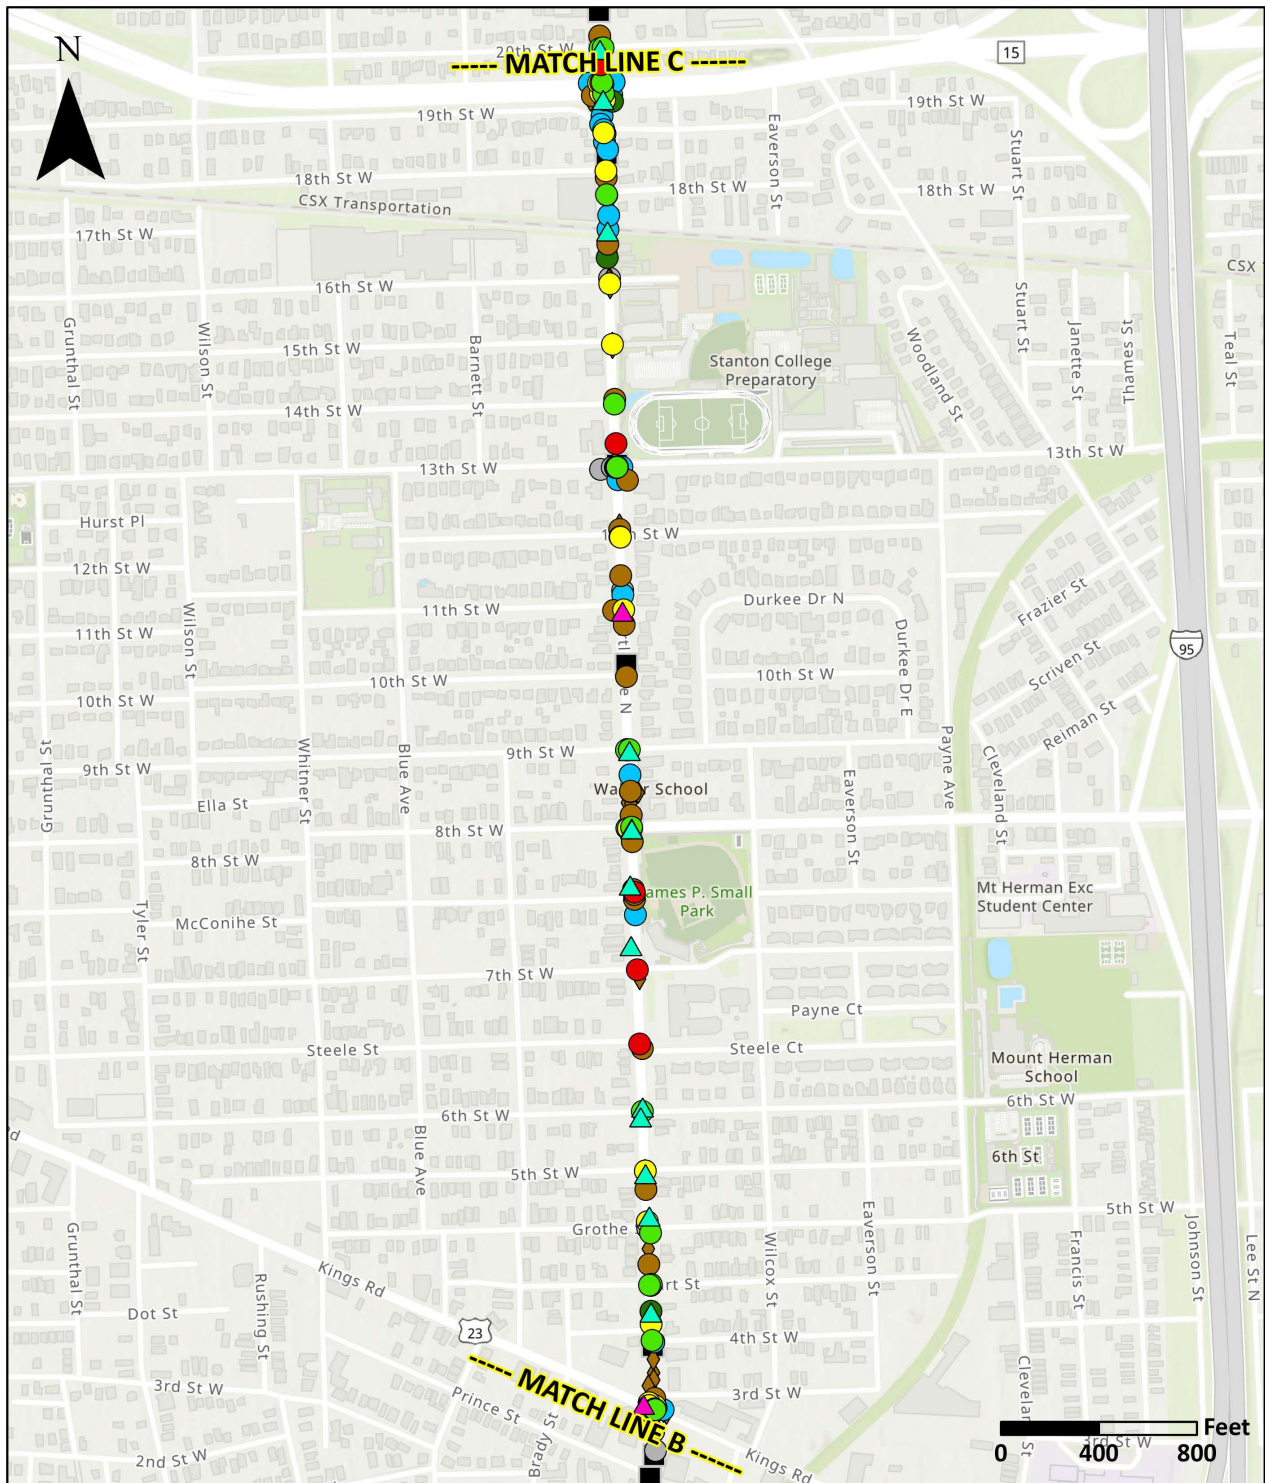 N
20th St W
----- MATCH LINE C ------
15
19th St W
19th St W
Eaverson St
Stuart St
18th St W
18th St W
18th St W
CSX Transportation
17th St W
CSX
16th St W
Stuart St
Grunthal St
Wilson St
Barnett St
15th St W
Woodland St
Janette St
Thames St
Teal St
Stanton College
Preparatory
14th St W
13th St W
13th St W
Hurst Pl
St W
12th St W
Durkee Dr N
Frazier St
11th St W
11th St W
Wilson St
Durkee Dr E
Scriven St
95
10th St W
10th St W
10th St W
e N
Reiman St
9th St W
9th St W
Grunthal St
Whitner St
Blue Ave
Payne Ave
Cleveland St
Eaverson St
School
Ella St
8th St W
8th St W
Mt Herman Exc
Student Center
ames P. Small
Park
Tyler St
McConihe St
7th St W
Payne Ct
Steele St
Steele Ct
Mount Herman
School
6th St W
6th St W
Blue Ave
5th St W
6th St
5th St W
Grothe
Grunthal St
Rushing St
Kings Rd
Wilcox St
Eaverson St
Francis St
Johnson St
Lee St N
art St
Dot St
23
4th St W
3rd St W
3rd St W
----- MATCH LINE B -----
Prince St
Brady St
Kings Rd
2nd St W
3rd St W
Feet
0 400 800